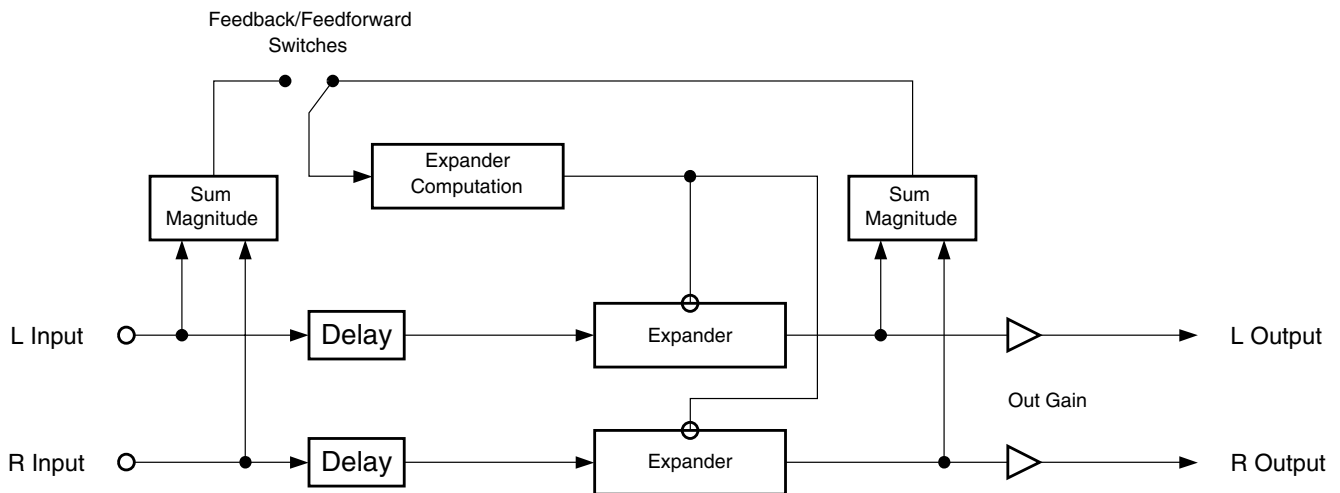 Feedback/Feedforward
Switches
Expander
Computation
Sum
Magnitude
Sum
Magnitude
L Input
Delay
Expander
L Output
Out Gain
R Input
Delay
Expander
R Output